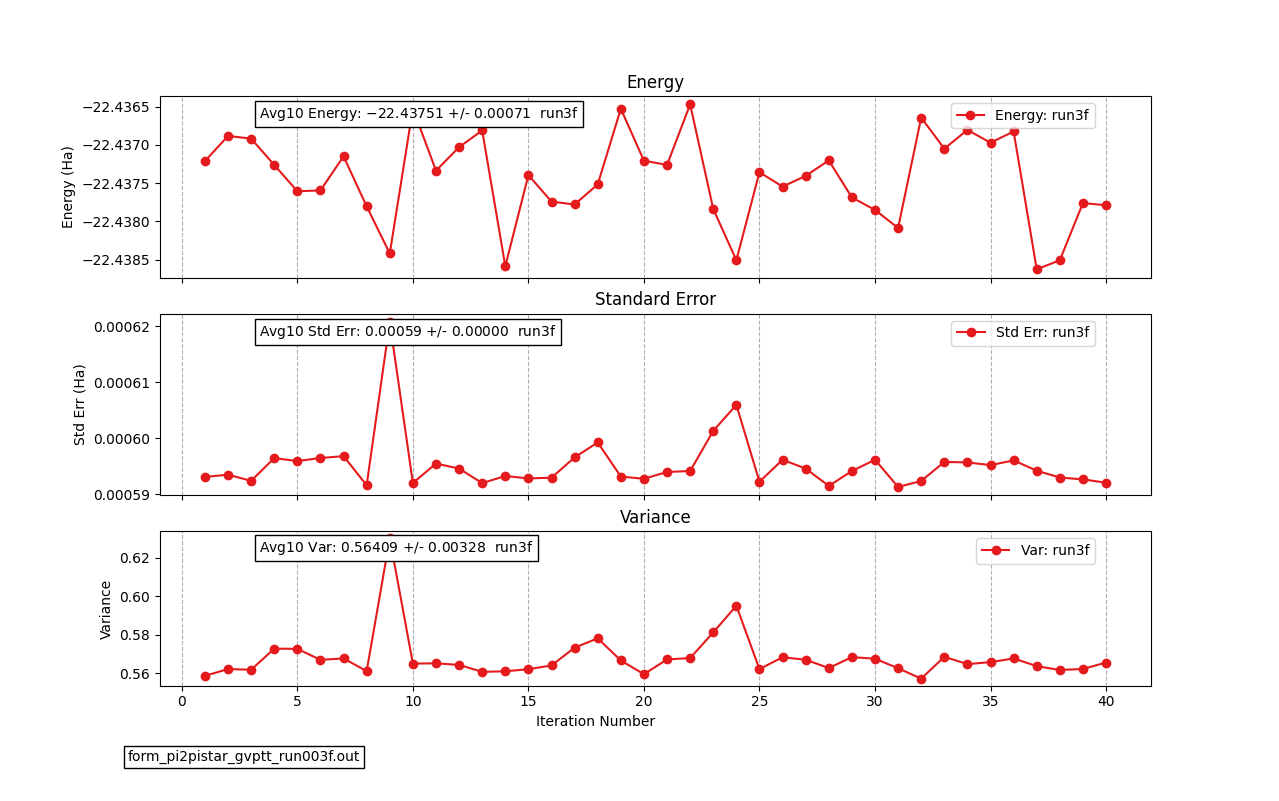 Energy
Avg10 Energy: −22.43751 +/- 0.00071  run3f
Energy: run3f
−22.4365
−22.4370
−22.4375
−22.4380
−22.4385
Energy (Ha)
Standard Error
Avg10 Std Err: 0.00059 +/- 0.00000  run3f
Std Err: run3f
0.00062
0.00061
0.00060
0.00059
Std Err (Ha)
Variance
Avg10 Var: 0.56409 +/- 0.00328  run3f
Var: run3f
0.62
0.60
0.58
0.56
Variance
0 5 10 15 20 25 30 35 40
Iteration Number
form_pi2pistar_gvptt_run003f.out